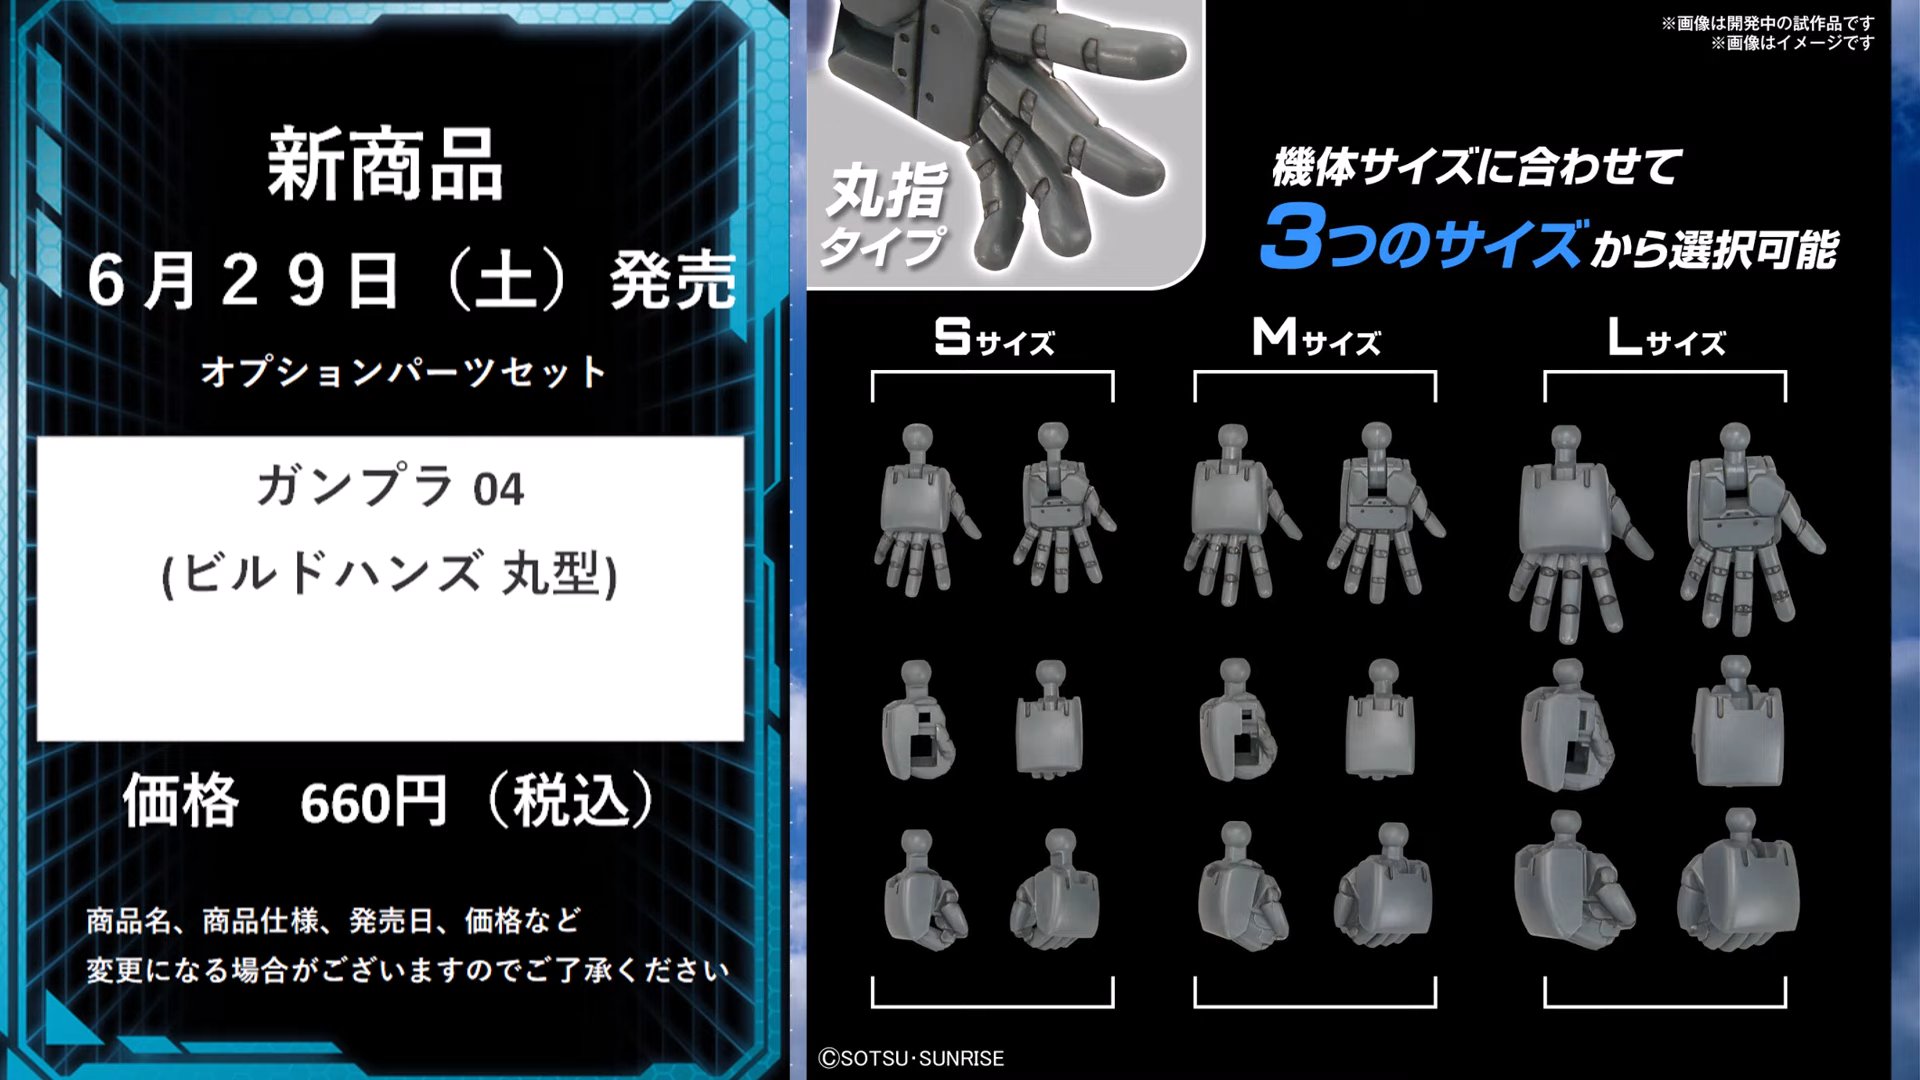 新商品
６月２９日（土）発売
オプションパーツセット
ガンプラ 04
(ビルドハンズ 丸型)
価格　660円（税込）
商品名、商品仕様、発売日、価格など
変更になる場合がございますのでご了承ください
※画像は開発中の試作品です
※画像はイメージです
丸指
タイプ
機体サイズに合わせて
3つのサイズから選択可能
Sサイズ
Mサイズ
Lサイズ
©SOTSU・SUNRISE